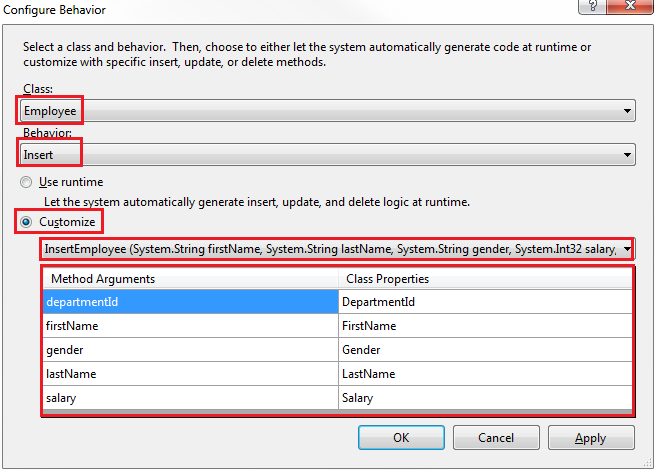 Configure Behavior
?
Select a class and behavior. Then, choose to either let the system automatically generate code at runtime or
customize with specific insert, update, or delete methods.
Class:
Employee
Behavior:
Insert
Use runtime
Let the system automatically generate insert, update, and delete logic at runtime.
Customize
InsertEmployee (System.String firstName, System.String lastName, System.String gender, System.Int32 salary,
Method Arguments Class Properties
departmentId DepartmentId
firstName FirstName
gender Gender
lastName LastName
salary Salary
OK Cancel Apply